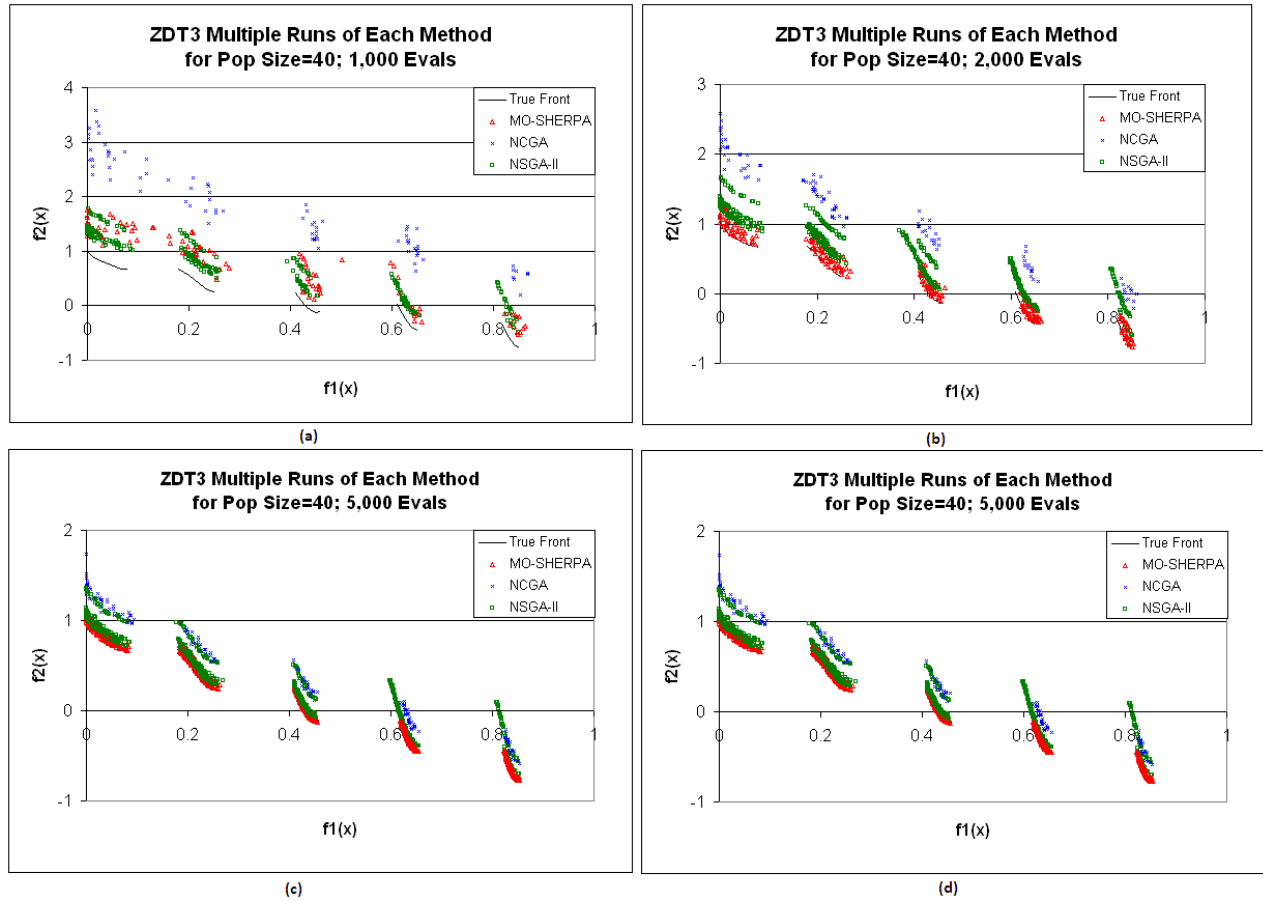 ZDT3 Multiple Runs of Each Method
for Pop Size=40; 1,000 Evals
4
3
2
1
0
-1
0
0.2
0.4
0.6
0.8
1
f2(x)
f1(x)
True Front
MO-SHERPA
NCGA
NSGA-II
(a)
ZDT3 Multiple Runs of Each Method
for Pop Size=40; 2,000 Evals
3
2
1
0
-1
0
0.2
0.4
0.6
0.8
1
f2(x)
f1(x)
True Front
MO-SHERPA
NCGA
NSGA-II
(b)
ZDT3 Multiple Runs of Each Method
for Pop Size=40; 5,000 Evals
2
1
0
-1
0
0.2
0.4
0.6
0.8
1
f2(x)
f1(x)
True Front
MO-SHERPA
NCGA
NSGA-II
(c)
ZDT3 Multiple Runs of Each Method
for Pop Size=40; 5,000 Evals
2
1
0
-1
0
0.2
0.4
0.6
0.8
1
f2(x)
f1(x)
True Front
MO-SHERPA
NCGA
NSGA-II
(d)